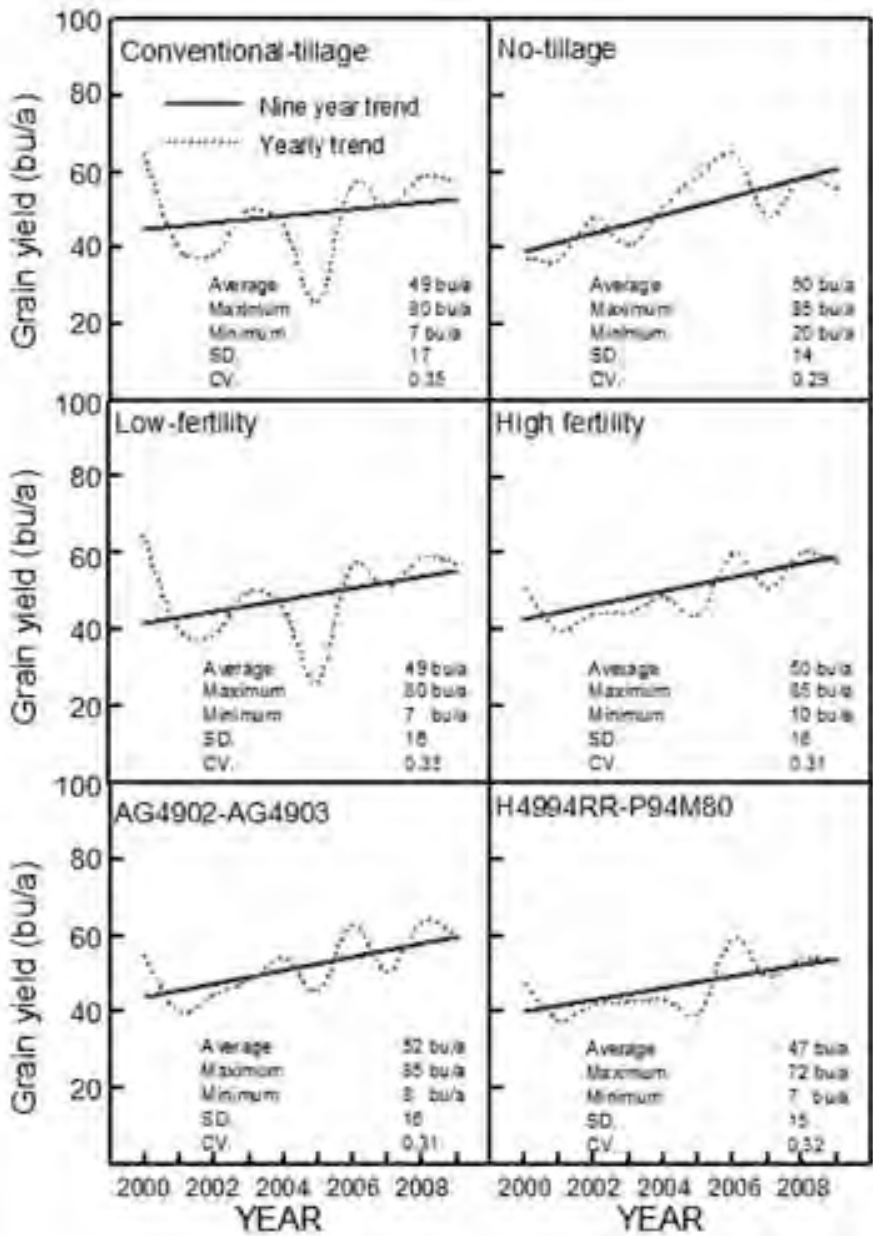 Grain yield (bu/a)
100
80
60
40
20
Conventional-tillage
Nine year trend
Yearly trend
Average 49 bu/a
Maximum 80 bu/a
Minimum 7 bu/a
SD. 17
CV. 0.35
No-tillage
Average 50 bu/a
Maximum 85 bu/a
Minimum 20 bu/a
SD. 14
CV. 0.29
Grain yield (bu/a)
100
80
60
40
20
Low-fertility
Average 49 bu/a
Maximum 80 bu/a
Minimum 7 bu/a
SD. 16
CV.
High fertility
Average 50 bu/a
Maximum 85 bu/a
Minimum 10 bu/a
SD. 16
CV. 0.31
Grain yield (bu/a)
100
80
60
40
20
AG4902-AG4903
Average 52 bu/a
Maximum 85 bu/a
Minimum 8 bu/a
SD. 16
CV. 0.31
2000 2002 2004 2006 2008
YEAR
H4994RR-P94M80
Average 47 bu/a
Maximum 72 bu/a
Minimum 7 bu/a
SD. 15
CV. 0.32
2000 2002 2004 2006 2008
YEAR